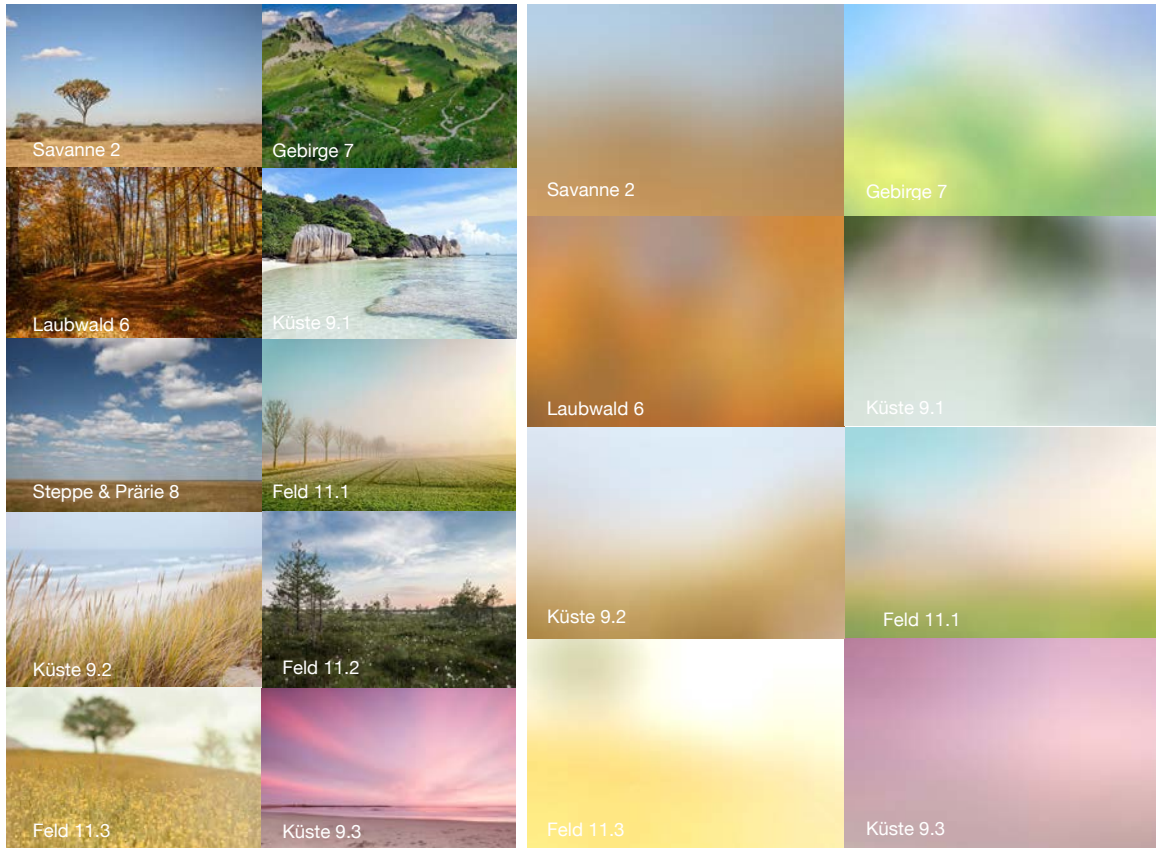 Savanne 2
Gebirge 7
Laubwald 6
Küste 9.1
Steppe & Prärie 8
Feld 11.1
Küste 9.2
Feld 11.2
Feld 11.3
Küste 9.3
Savanne 2
Gebirge 7
Laubwald 6
Küste 9.1
Küste 9.2
Feld 11.1
Feld 11.3
Küste 9.3